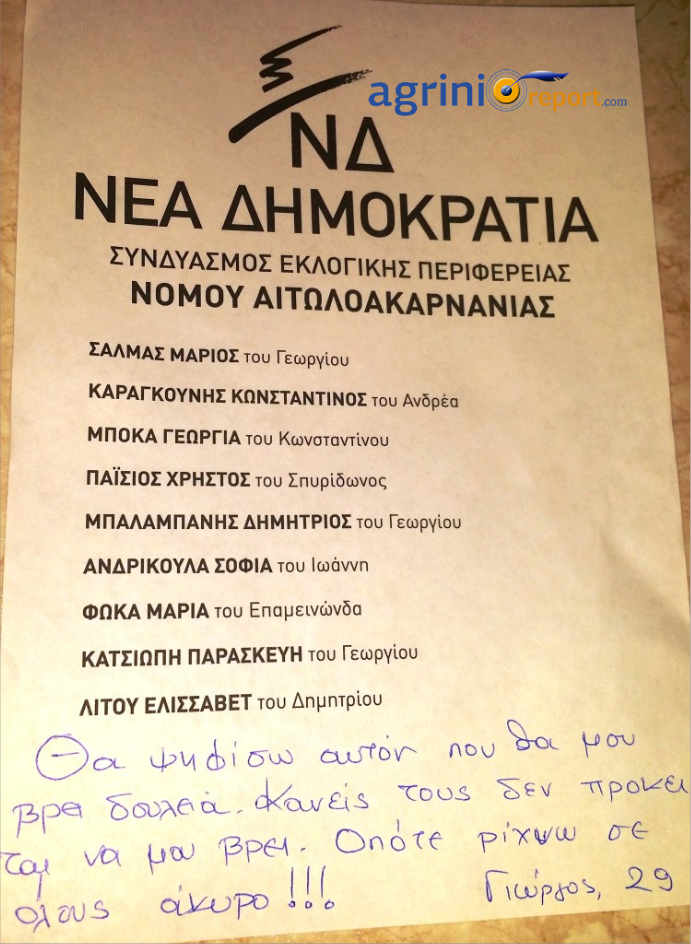 agrinio report.com
ΝΔ
ΝΕΑ ΔΗΜΟΚΡΑΤΙΑ
ΣΥΝΔΥΑΣΜΟΣ ΕΚΛΟΓΙΚΗΣ ΠΕΡΙΦΕΡΕΙΑΣ
ΝΟΜΟΥ ΑΙΤΩΛΟΑΚΑΡΝΑΝΙΑΣ
ΣΑΛΜΑΣ ΜΑΡΙΟΣ του Γεωργίου
ΚΑΡΑΓΚΟΥΝΗΣ ΚΩΝΣΤΑΝΤΙΝΟΣ του Ανδρέα
ΜΠΟΚΑ ΓΕΩΡΓΙΑ του Κωνσταντίνου
ΠΑΪΣΙΟΣ ΧΡΗΣΤΟΣ του Σπυρίδωνος
ΜΠΑΛΑΜΠΑΝΗΣ ΔΗΜΗΤΡΙΟΣ του Γεωργίου
ΑΝΔΡΙΚΟΥΛΑ ΣΟΦΙΑ του Ιωάννη
ΦΩΚΑ ΜΑΡΙΑ του Επαμεινώνδα
ΚΑΤΣΙΩΠΗ ΠΑΡΑΣΚΕΥΗ του Γεωργίου
ΛΙΤΟΥ ΕΛΙΣΣΑΒΕΤ του Δημητρίου
Θα ψηφίσω αυτόν που θα μου
βρει δουλειά. Κανείς τους δεν πρόκει
ται να μου βρει. Οπότε ρίχνω σε
όλους άκυρο!!! Γιώργος, 29